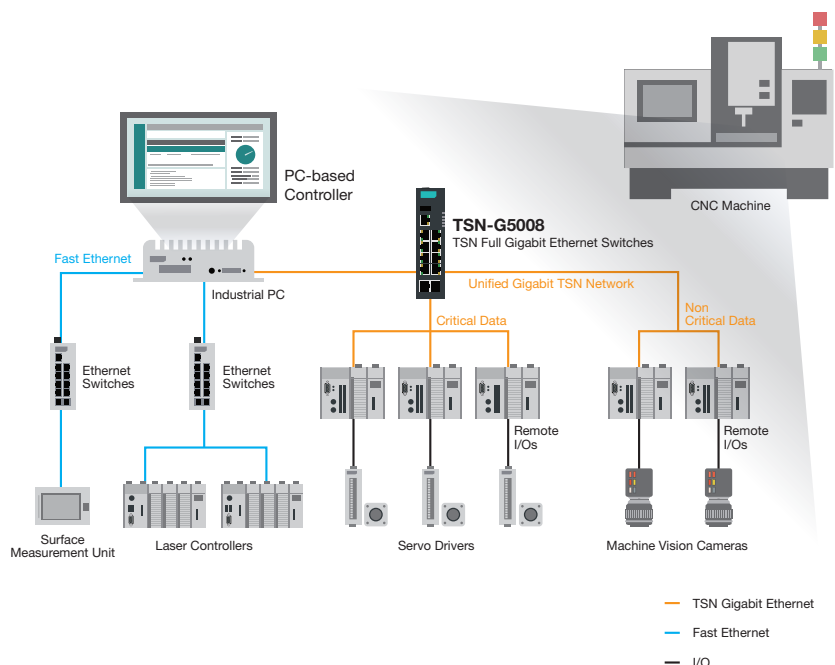 CNC Machine
PC-based
Controller
TSN-G5008
TSN Full Gigabit Ethernet Switches
Fast Ethernet
Unified Gigabit TSN Network
Industrial PC
Critical Data
Non
Critical Data
Ethernet
Switches
Ethernet
Switches
Remote
I/Os
Remote
I/Os
Surface
Measurement Unit
Laser Controllers
Servo Drivers
Machine Vision Cameras
TSN Gigabit Ethernet
Fast Ethernet
I/O